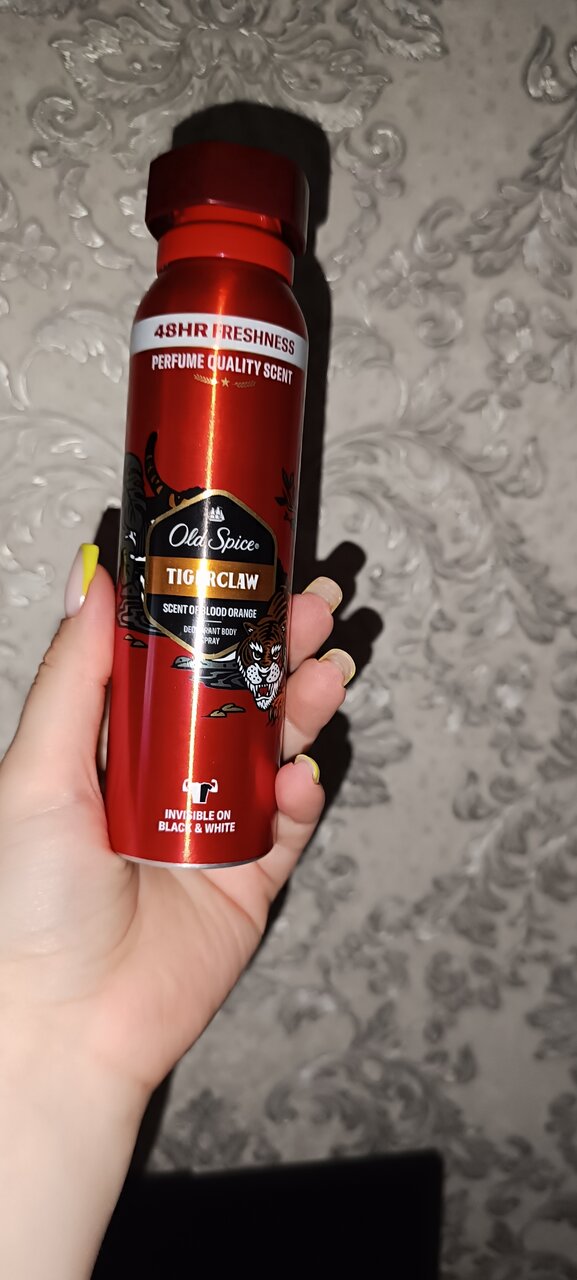 48HR FRESHNESS
PERFUME QUALITY SCENT
Old Spice®
TIGERCLAW
SCENT OF BLOOD ORANGE
DEODORANT BODY
SPRAY
INVISIBLE ON
BLACK & WHITE